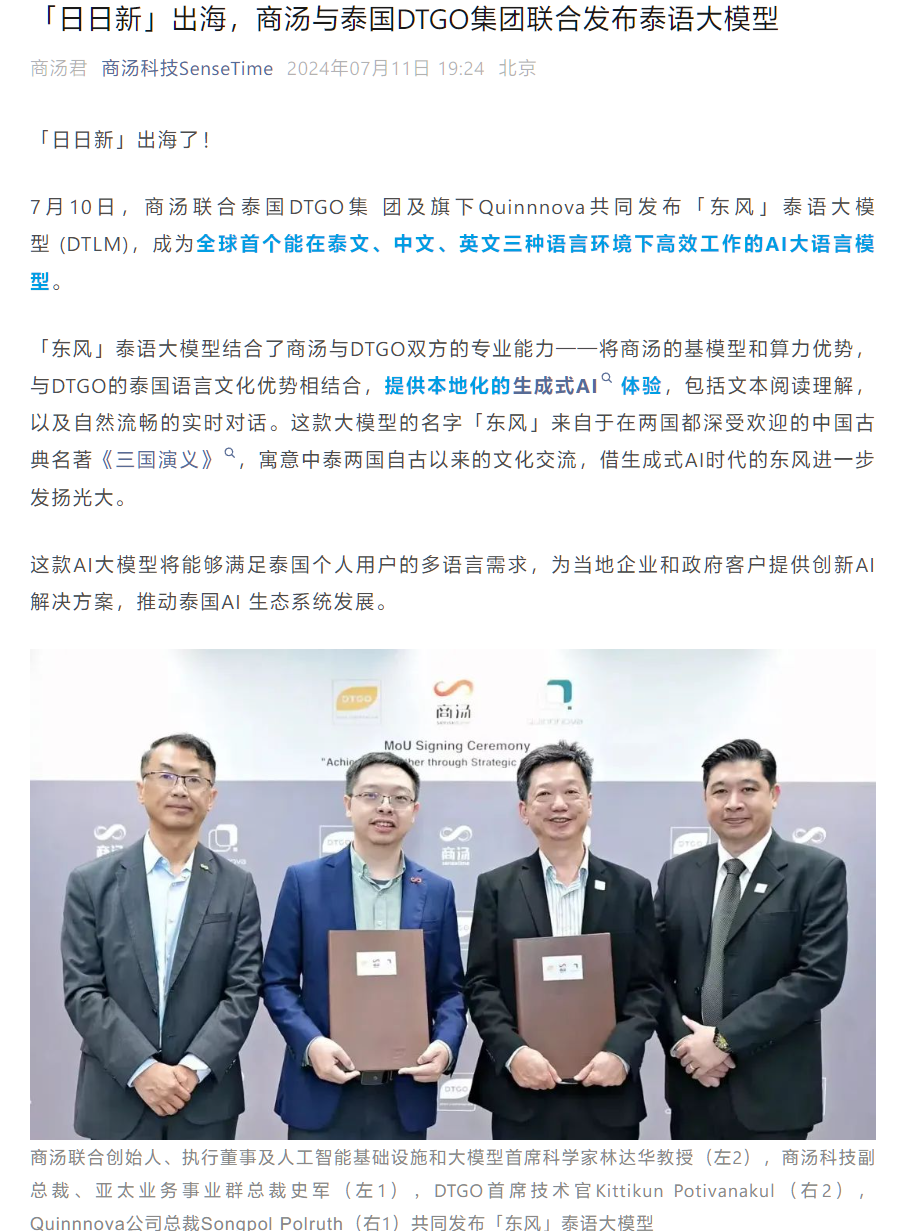 「日日新」出海，商汤与泰国DTGO集团联合发布泰语大模型
商汤君 商汤科技SenseTime 2024年07月11日 19:24 北京
「日日新」出海了！
7月10日，商汤联合泰国DTGO集 团及旗下Quinnnova共同发布「东风」泰语大模
型 (DTLM)，成为全球首个能在泰文、中文、英文三种语言环境下高效工作的AI大语言模
型。
「东风」泰语大模型结合了商汤与DTGO双方的专业能力——将商汤的基模型和算力优势，
与DTGO的泰国语言文化优势相结合，提供本地化的生成式AI 体验，包括文本阅读理解，
以及自然流畅的实时对话。这款大模型的名字「东风」来自于在两国都深受欢迎的中国古
典名著《三国演义》，寓意中泰两国自古以来的文化交流，借生成式AI时代的东风进一步
发扬光大。
这款AI大模型将能够满足泰国个人用户的多语言需求，为当地企业和政府客户提供创新AI
解决方案，推动泰国AI 生态系统发展。
DTGO 商汤
MoU Signing Ceremony
through Strategic
商汤
DTGO
商汤联合创始人、执行董事及人工智能基础设施和大模型首席科学家林达华教授（左2），商汤科技副
总裁、亚太业务事业群总裁史军（左1），DTGO首席技术官Kittikun Potivanakul（右2），
Quinnnova公司总裁Songpol Polruth（右1）共同发布「东风」泰语大模型